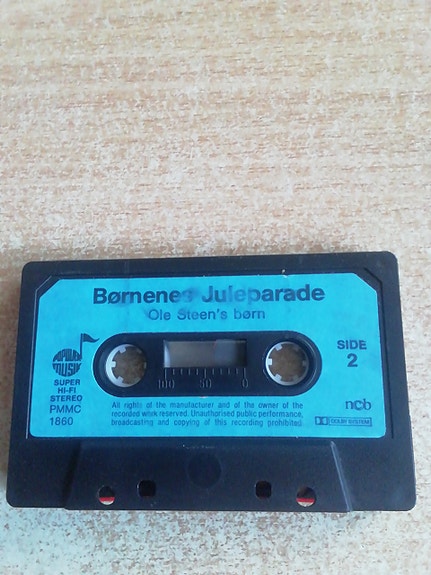 Børnenes Juleparade
Ole Steen's børn
POPULÆR
MUSIK
SUPER
HI-FI
STEREO
PMMC
1860
100 50 0
SIDE
2
All rights of the manufacturer and of the owner of the
recorded work reserved. Unauthorised public performance,
broadcasting and copying of this recording prohibited.
ncb
DOLBY SYSTEM